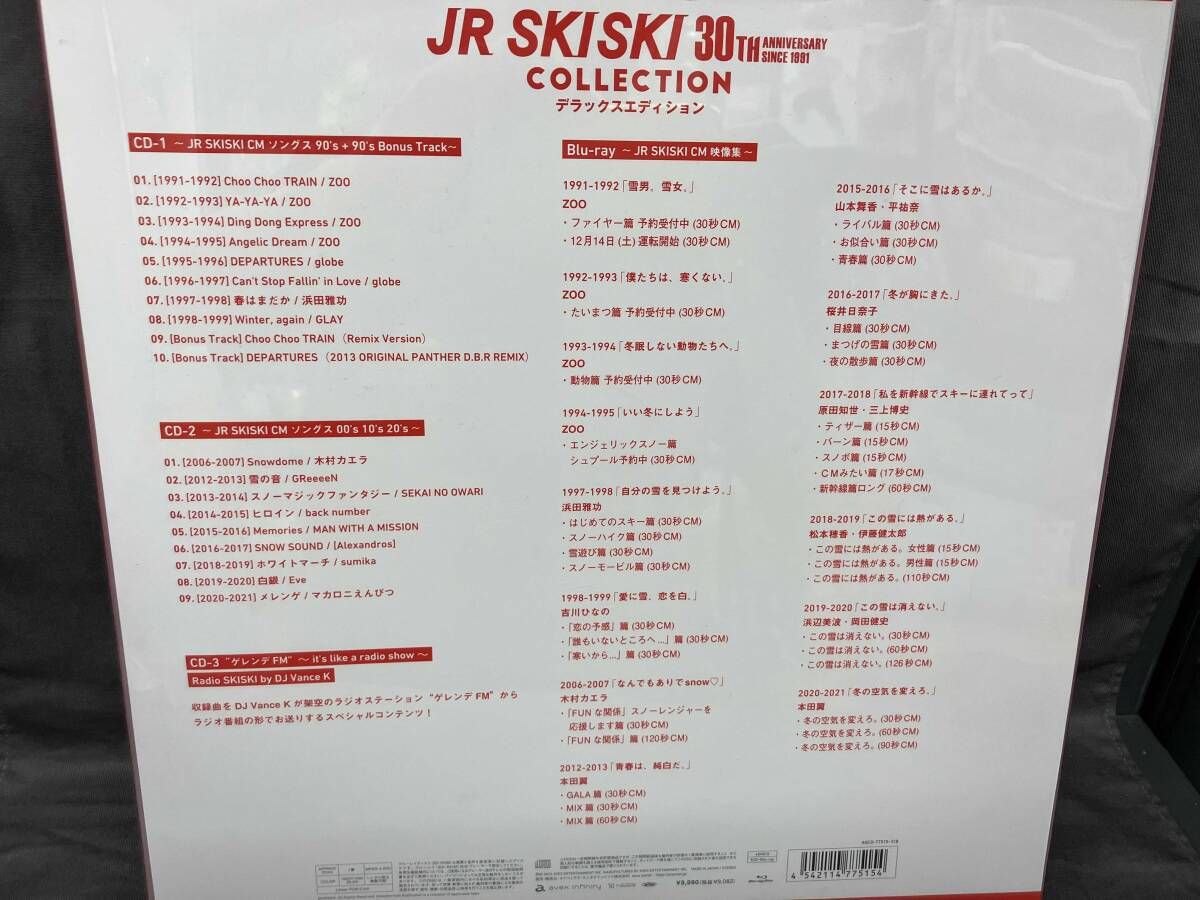 JR SKISKI 30TH ANNIVERSARY SINCE 1991
COLLECTION
デラックスエディション
CD-1 ～ JR SKISKI CM ソングス 90's + 90's Bonus Track～
01. [1991-1992] Choo Choo TRAIN / ZOO
02. [1992-1993] YA-YA-YA / ZOO
03. [1993-1994] Ding Dong Express / ZOO
04. [1994-1995] Angelic Dream / ZOO
05. [1995-1996] DEPARTURES / globe
06. [1996-1997] Can't Stop Fallin' in Love / globe
07. [1997-1998] 春はまだか / 浜田雅功
08. [1998-1999] Winter, again / GLAY
09. [Bonus Track] Choo Choo TRAIN（Remix Version）
10. [Bonus Track] DEPARTURES（2013 ORIGINAL PANTHER D.B.R REMIX）
CD-2 ～ JR SKISKI CM ソングス 00's 10's 20's ～
01. [2006-2007] Snowdome / 木村カエラ
02. [2012-2013] 雪の音 / GReeeeN
03. [2013-2014] スノーマジックファンタジー / SEKAI NO OWARI
04. [2014-2015] ヒロイン / back number
05. [2015-2016] Memories / MAN WITH A MISSION
06. [2016-2017] SNOW SOUND / [Alexandros]
07. [2018-2019] ホワイトマーチ / sumika
08. [2019-2020] 白銀 / Eve
09. [2020-2021] メレンゲ / マカロニえんぴつ
CD-3 "ゲレンデ FM" ～ it's like a radio show ～
Radio SKISKI by DJ Vance K
収録曲を DJ Vance K が架空のラジオステーション "ゲレンデ FM" から
ラジオ番組の形でお送りするスペシャルコンテンツ！
Blu-ray ～ JR SKISKI CM 映像集 ～
1991-1992「雪男。雪女。」
ZOO
・ファイヤー篇 予約受付中 (30秒CM)
・12月14日 (土) 運転開始 (30秒CM)
1992-1993「僕たちは、寒くない。」
ZOO
・たいまつ篇 予約受付中 (30秒CM)
1993-1994「冬眠しない動物たちへ。」
ZOO
・動物篇 予約受付中 (30秒CM)
1994-1995「いい冬にしよう」
ZOO
・エンジェリックスノー篇
シュプール予約中 (30秒CM)
1997-1998「自分の雪を見つけよう。」
浜田雅功
・はじめてのスキー篇 (30秒CM)
・スノーハイク篇 (30秒CM)
・雪遊び篇 (30秒CM)
・スノーモービル篇 (30秒CM)
1998-1999「愛に雪、恋を白。」
吉川ひなの
・「恋の予感」篇 (30秒CM)
・「誰もいないところへ...」篇 (30秒CM)
・「寒いから...」篇 (30秒CM)
2006-2007「なんでもありでsnow♡」
木村カエラ
・「FUN な関係」スノーレンジャーを
応援します篇 (30秒CM)
・「FUN な関係」篇 (120秒CM)
2012-2013「青春は、純白だ。」
本田翼
・GALA 篇 (30秒CM)
・MIX 篇 (30秒CM)
・MIX 篇 (60秒CM)
2015-2016「そこに雪はあるか。」
山本舞香・平祐奈
・ライバル篇 (30秒CM)
・お似合い篇 (30秒CM)
・青春篇 (30秒CM)
2016-2017「冬が胸にきた。」
桜井日奈子
・目線篇 (30秒CM)
・まつげの雪篇 (30秒CM)
・夜の散歩篇 (30秒CM)
2017-2018「私を新幹線でスキーに連れてって」
原田知世・三上博史
・ティザー篇 (15秒CM)
・バーン篇 (15秒CM)
・スノボ篇 (15秒CM)
・CMみたい篇 (17秒CM)
・新幹線篇ロング (60秒CM)
2018-2019「この雪には熱がある。」
松本穂香・伊藤健太郎
・この雪には熱がある。女性篇 (15秒CM)
・この雪には熱がある。男性篇 (15秒CM)
・この雪には熱がある。(110秒CM)
2019-2020「この雪は消えない。」
浜辺美波・岡田健史
・この雪は消えない。(30秒CM)
・この雪は消えない。(60秒CM)
・この雪は消えない。(126秒CM)
2020-2021「冬の空気を変えろ。」
本田翼
・冬の空気を変えろ。(30秒CM)
・冬の空気を変えろ。(60秒CM)
・冬の空気を変えろ。(90秒CM)
avex infinity
4542114775154